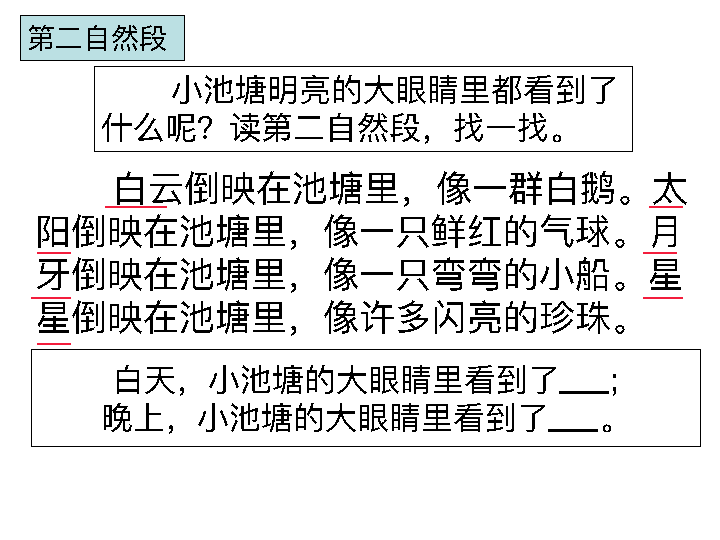 第二自然段
小池塘明亮的大眼睛里都看到了
什么呢？读第二自然段，找一找。
白云倒映在池塘里，像一群白鹅。太
阳倒映在池塘里，像一只鲜红的气球。月
牙倒映在池塘里，像一只弯弯的小船。星
星倒映在池塘里，像许多闪亮的珍珠。
白天，小池塘的大眼睛里看到了___；
晚上，小池塘的大眼睛里看到了___。